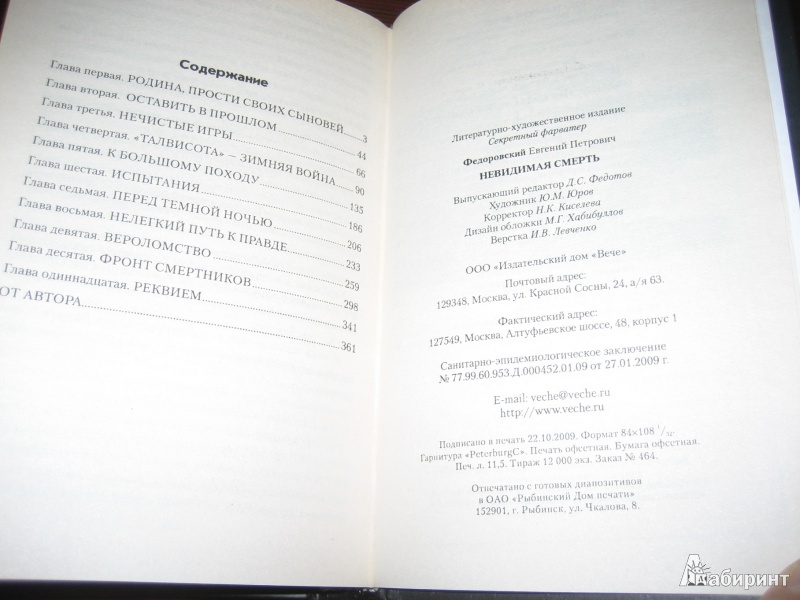 Содержание
Глава первая. РОДИНА, ПРОСТИ СВОИХ СЫНОВЕЙ 3
Глава вторая. ОСТАВИТЬ В ПРОШЛОМ 44
Глава третья. НЕЧИСТЫЕ ИГРЫ 66
Глава четвертая. «ТАЛВИСОТА» — ЗИМНЯЯ ВОЙНА 90
Глава пятая. К БОЛЬШОМУ ПОХОДУ 135
Глава шестая. ИСПЫТАНИЯ 186
Глава седьмая. ПЕРЕД ТЕМНОЙ НОЧЬЮ 206
Глава восьмая. НЕЛЕГКИЙ ПУТЬ К ПРАВДЕ 233
Глава девятая. ВЕРОЛОМСТВО 259
Глава десятая. ФРОНТ СМЕРТНИКОВ 298
Глава одиннадцатая. РЕКВИЕМ 341
ОТ АВТОРА 361
Литературно-художественное издание
Секретный фарватер
Федоровский Евгений Петрович
НЕВИДИМАЯ СМЕРТЬ
Выпускающий редактор Д.С. Федотов
Художник Ю.М. Юров
Корректор Н.К. Киселева
Дизайн обложки М.Г. Хабибуллов
Верстка И.В. Левченко
ООО «Издательский дом "Вече"
Почтовый адрес:
129348, Москва, ул. Красной Сосны, 24, а/я 63.
Фактический адрес:
127549, Москва, Алтуфьевское шоссе, 48, корпус 1
Санитарно-эпидемиологическое заключение
№ 77.99.60.953.Д.000452.01.09 от 27.01.2009 г.
E-mail: veche@veche.ru
http://www.veche.ru
Подписано в печать 22.10.2009. Формат 84×108 1/32.
Гарнитура «PeterburgC». Печать офсетная. Бумага офсетная.
Печ. л. 11,5. Тираж 12 000 экз. Заказ № 464.
Отпечатано с готовых диапозитивов
в ОАО «Рыбинский Дом печати»
152901, г. Рыбинск, ул. Чкалова, 8.
Лабиринт